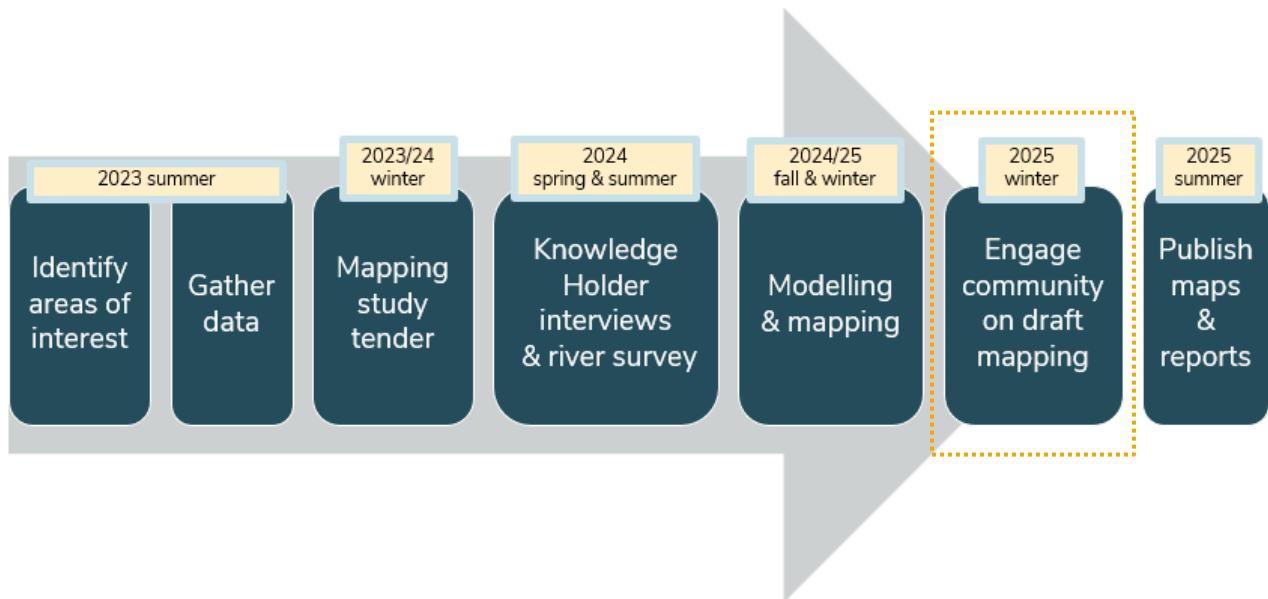 2023 summer
Identify
areas of
interest
Gather
data
2023/24
winter
Mapping
study
tender
2024
spring & summer
Knowledge
Holder
interviews
& river survey
2024/25
fall & winter
Modelling
& mapping
2025
winter
Engage
community
on draft
mapping
2025
summer
Publish
maps
&
reports